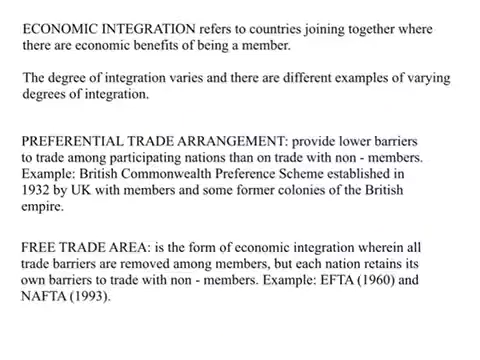 ECONOMIC INTEGRATION refers to countries joining together where
there are economic benefits of being a member.
The degree of integration varies and there are different examples of varying
degrees of integration.
PREFERENTIAL TRADE ARRANGEMENT: provide lower barriers
to trade among participating nations than on trade with non - members.
Example: British Commonwealth Preference Scheme established in
1932 by UK with members and some former colonies of the British
empire.
FREE TRADE AREA: is the form of economic integration wherein all
trade barriers are removed among members, but each nation retains its
own barriers to trade with non - members. Example: EFTA (1960) and
NAFTA (1993).